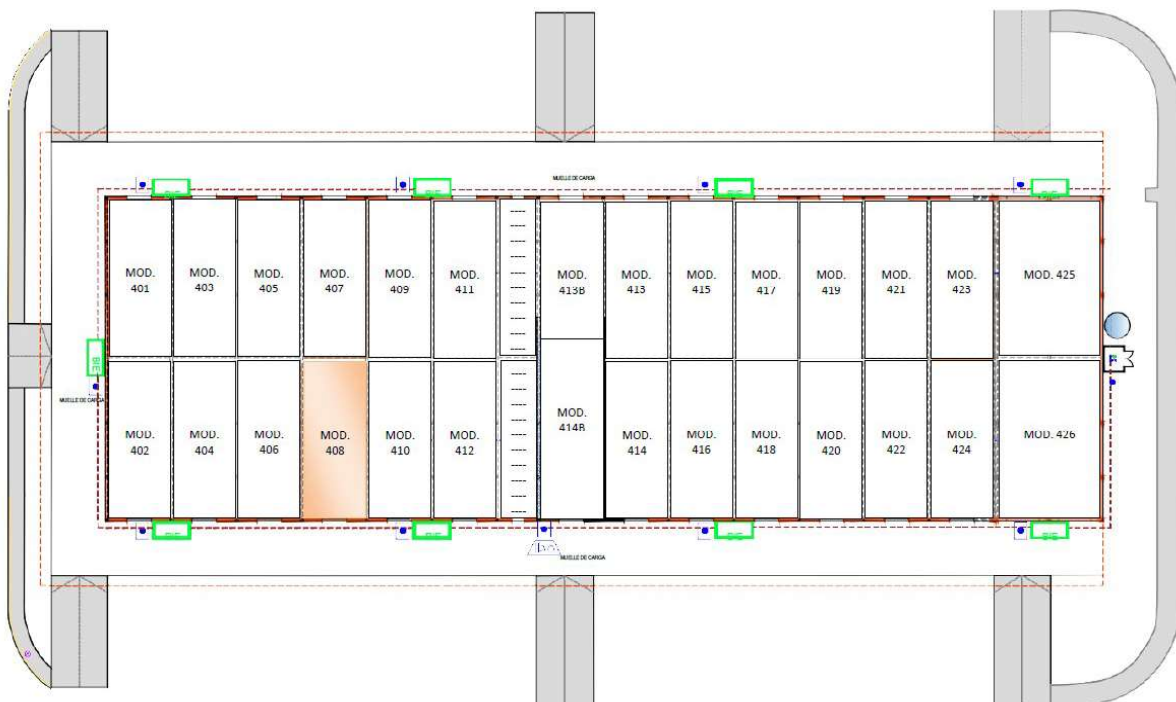 MUELLE DE CARGA
MOD.
401
MOD.
403
MOD.
405
MOD.
407
MOD.
409
MOD.
411
MOD.
413B
MOD.
413
MOD.
415
MOD.
417
MOD.
419
MOD.
421
MOD.
423
MOD. 425
BIE
MUELLE DE CARGA
MOD.
402
MOD.
404
MOD.
406
MOD.
408
MOD.
410
MOD.
412
MOD.
414B
MOD.
414
MOD.
416
MOD.
418
MOD.
420
MOD.
422
MOD.
424
MOD. 426
MUELLE DE CARGA